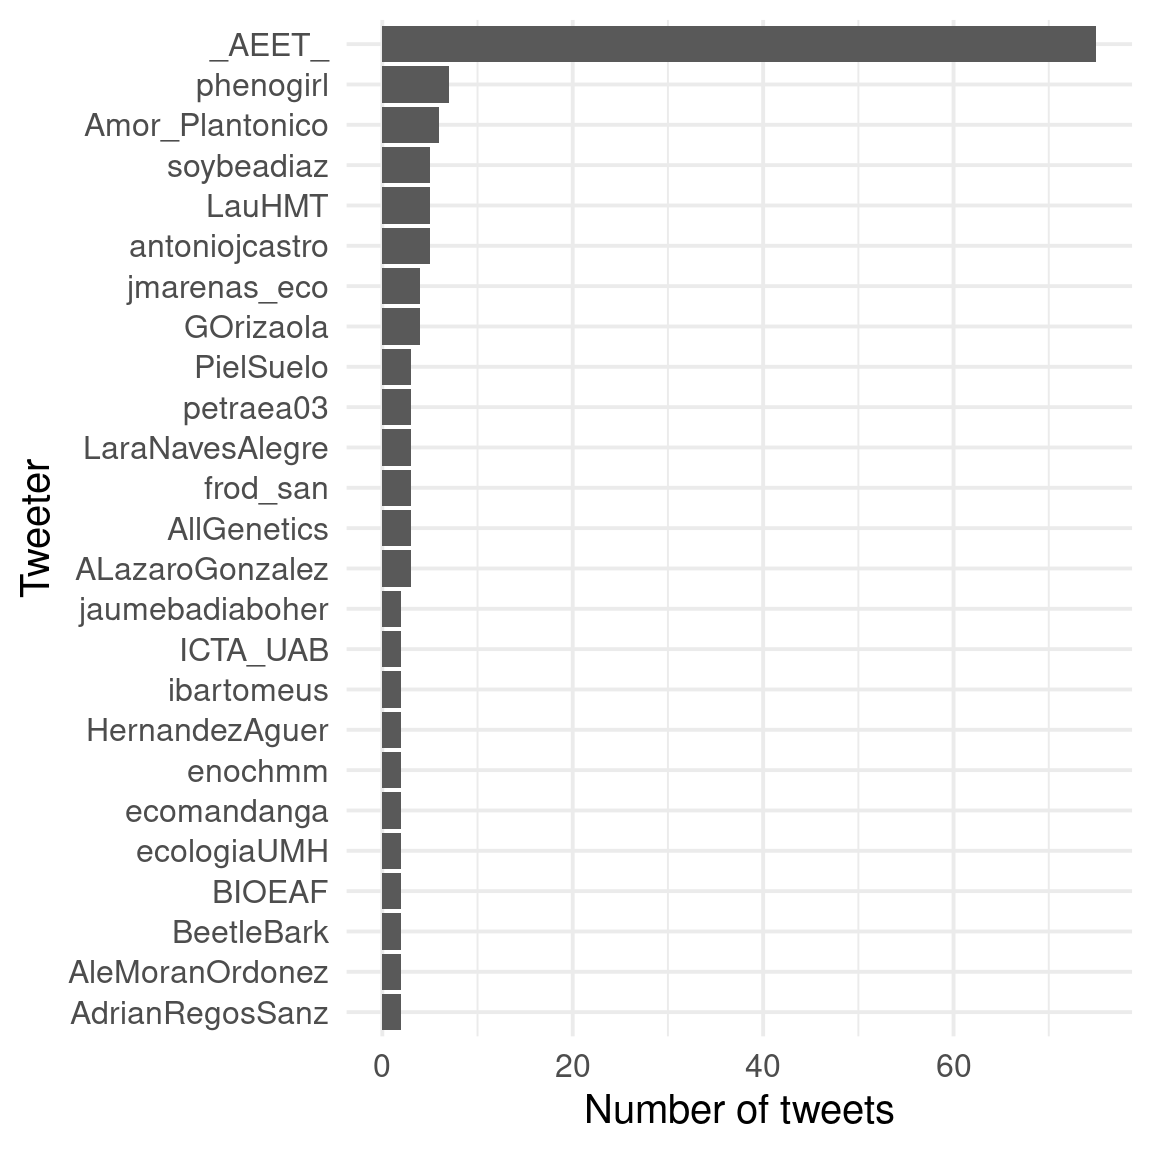 _AEET_
phenogirl
Amor_Plantonico
soybeadiaz
LauHMT
antoniojcastro
jmarenas_eco
GOrizaola
PielSuelo
petraea03
LaraNavesAlegre
frod_san
AllGenetics
ALazaroGonzalez
jaumebadiaboher
ICTA_UAB
ibartomeus
HernandezAguer
enochmm
ecomandanga
ecologiaUMH
BIOEAF
BeetleBark
AleMoranOrdonez
AdrianRegosSanz
Tweeter
0 20 40 60
Number of tweets